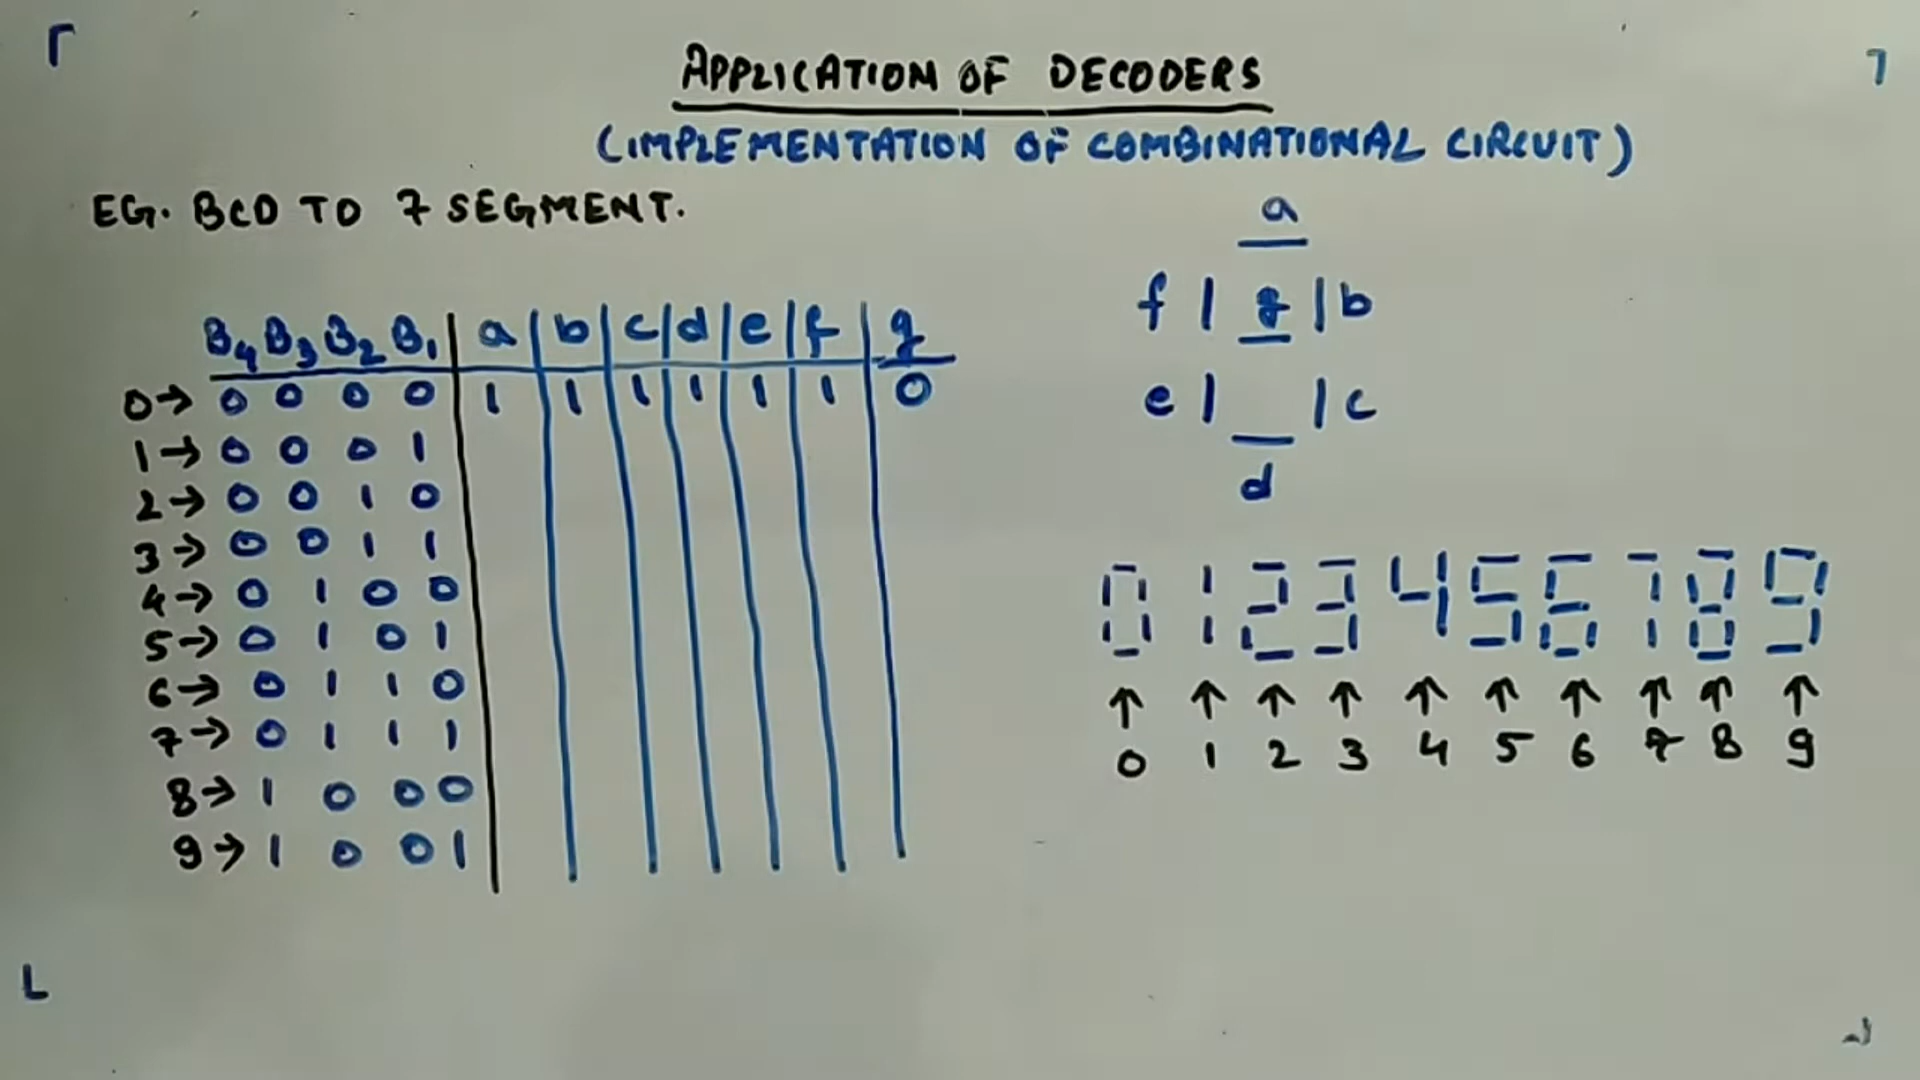 APPLICATION OF DECODERS
(IMPLEMENTATION OF COMBINATIONAL CIRCUIT)
EG. BCD TO 7 SEGMENT.
B4 B3 B2 B1 a b c d e f g
0→ 0 0 0 0 1 1 1 1 1 1 0
1→ 0 0 0 1
2→ 0 0 1 0
3→ 0 0 1 1
4→ 0 1 0 0
5→ 0 1 0 1
6→ 0 1 1 0
7→ 0 1 1 1
8→ 1 0 0 0
9→ 1 0 0 1
a
f g b
e c
d
0 1 2 3 4 5 6 7 8 9
↑ ↑ ↑ ↑ ↑ ↑ ↑ ↑ ↑ ↑
0 1 2 3 4 5 6 7 8 9